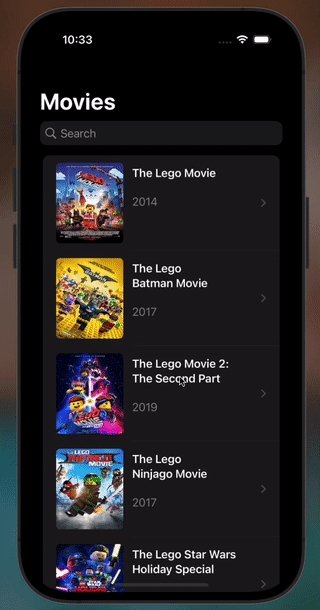 10:33
Movies
Search
The Lego Movie
2014
The Lego
Batman Movie
2017
The Lego Movie 2:
The Second Part
2019
The Lego
Ninjago Movie
2017
The Lego Star Wars
Holiday Special